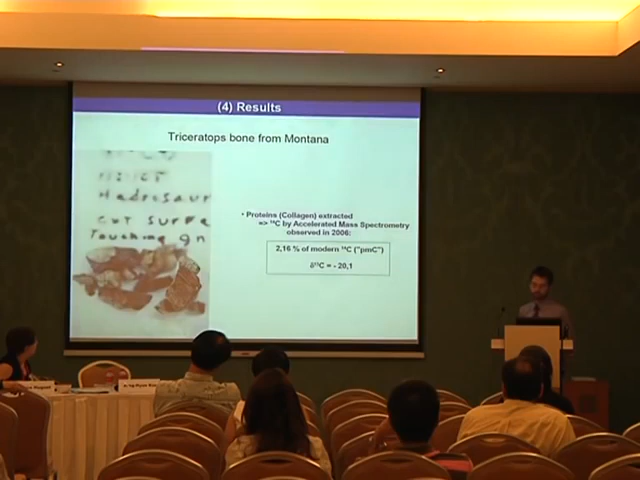 (4) Results
Triceratops bone from Montana
Hadrosaur
cut surfa
Touching gn
• Proteins (Collagen) extracted
=> ¹⁴C by Accelerated Mass Spectrometry
observed in 2006:
2,16 % of modern ¹⁴C ("pmC")
δ¹³C = - 20,1